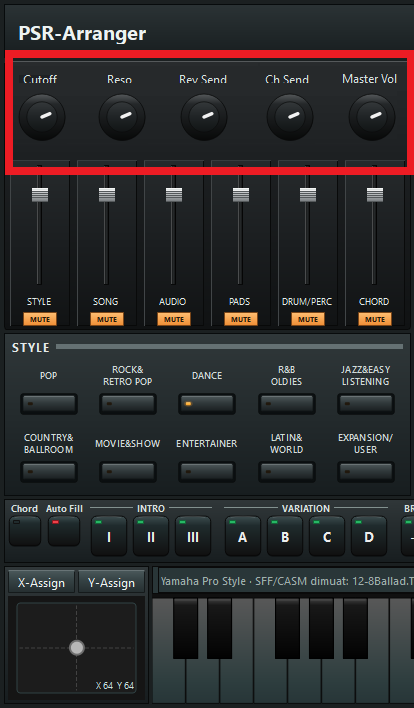 PSR-Arranger
Cutoff Reso Rev Send Ch Send Master Vol
STYLE SONG AUDIO PADS DRUM/PERC CHORD
MUTE MUTE MUTE MUTE MUTE MUTE
STYLE
POP ROCK& RETRO POP DANCE R&B OLDIES JAZZ&EASY LISTENING
COUNTRY& BALLROOM MOVIE&SHOW ENTERTAINER LATIN& WORLD EXPANSION/ USER
Chord Auto Fill INTRO VARIATION BR
I II III A B C D
X-Assign Y-Assign Yamaha Pro Style · SFF/CASM dimuat: 12-8Ballad.T
X 64 Y 64